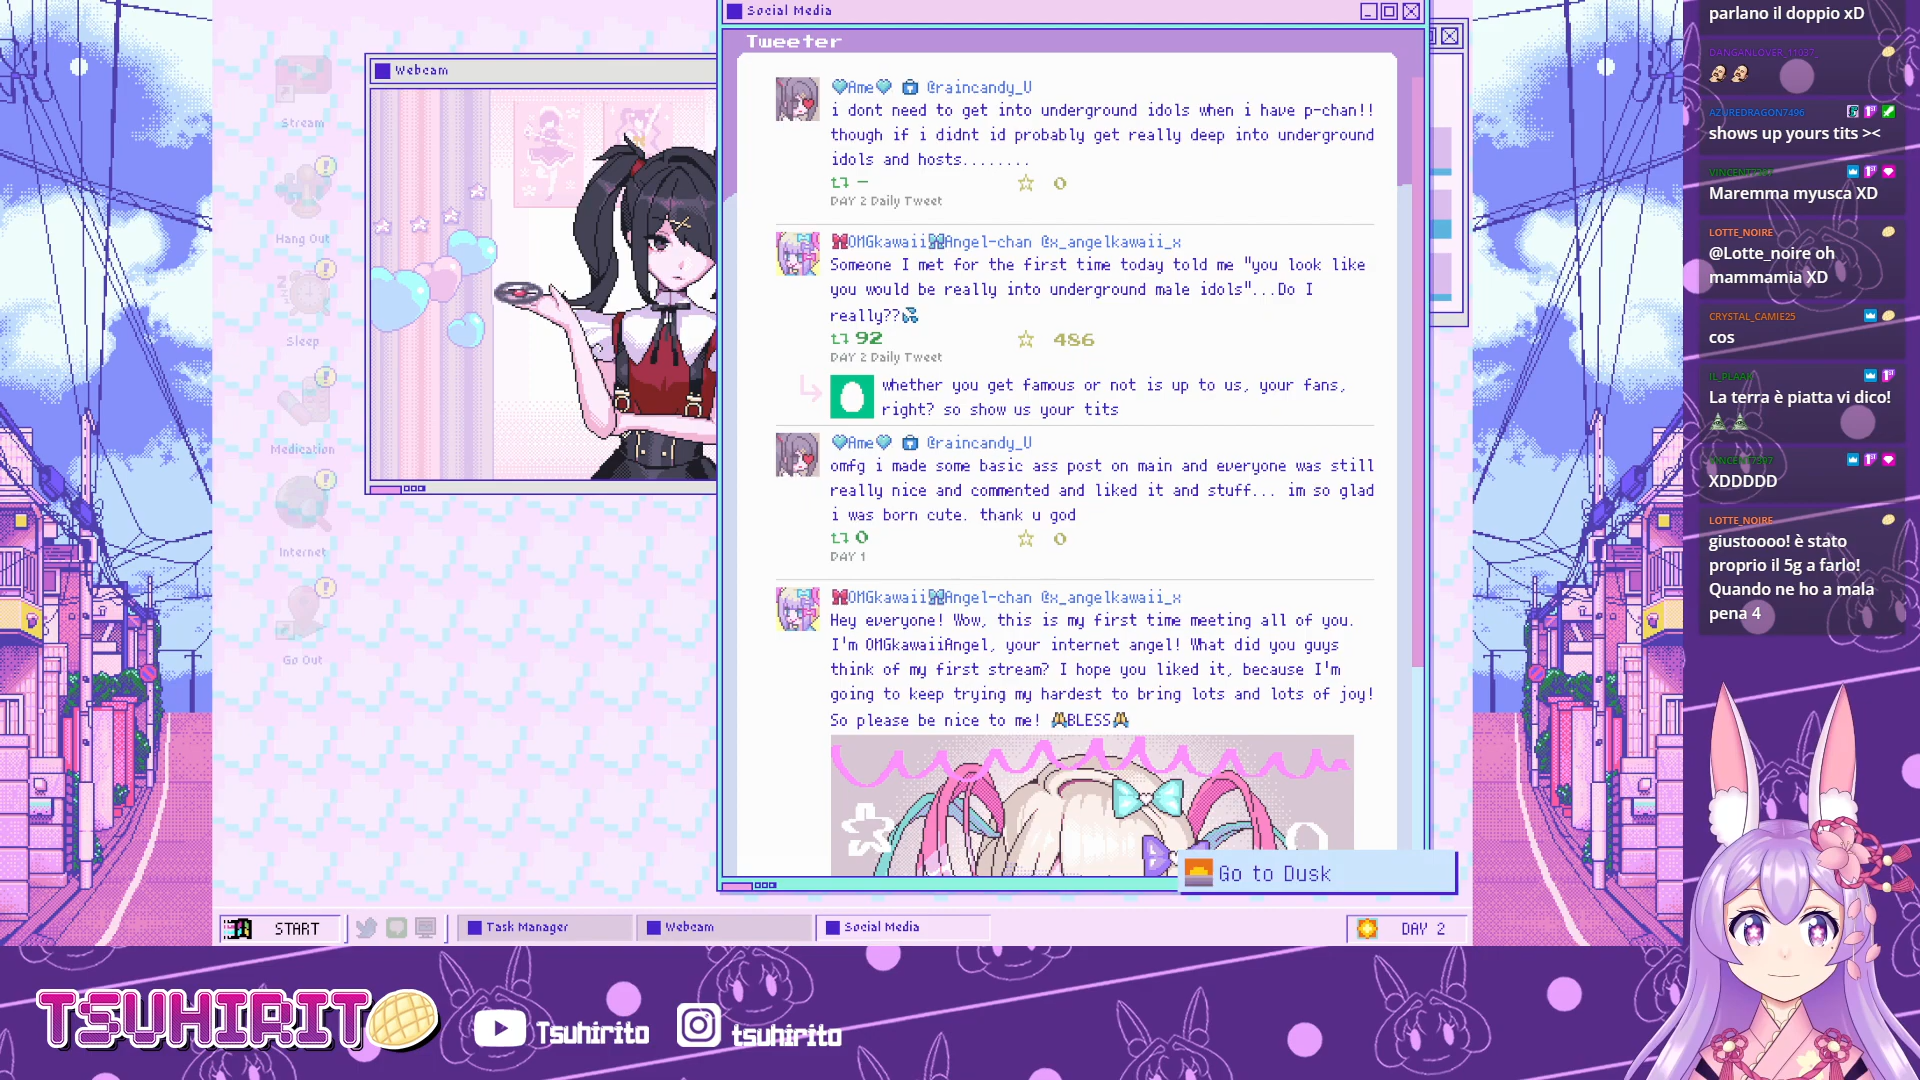 Social Media
Tweeter
Ame @raincandy_U
i dont need to get into underground idols when i have p-chan!!
though if i didnt id probably get really deep into underground
idols and hosts........
— 0
DAY 2 Daily Tweet
OMGkawaii Angel-chan @x_angelkawaii_x
Someone I met for the first time today told me "you look like
you would be really into underground male idols"...Do I
really??
92 486
DAY 2 Daily Tweet
whether you get famous or not is up to us, your fans,
right? so show us your tits
Ame @raincandy_U
omfg i made some basic ass post on main and everyone was still
really nice and commented and liked it and stuff... im so glad
i was born cute. thank u god
0 0
DAY 1
OMGkawaii Angel-chan @x_angelkawaii_x
Hey everyone! Wow, this is my first time meeting all of you.
I'm OMGkawaiiAngel, your internet angel! What did you guys
think of my first stream? I hope you liked it, because I'm
going to keep trying my hardest to bring lots and lots of joy!
So please be nice to me! BLESS
Go to Dusk
Webcam
Stream
Hang Out
Sleep
Medication
Internet
Go Out
START
Task Manager
Webcam
Social Media
DAY 2
parlano il doppio xD
AZUREDRAGON7496
shows up yours tits ><
Maremma myusca XD
LOTTE_NOIRE
@Lotte_noire oh
mammamia XD
CRYSTAL_CAMIE25
cos
La terra è piatta vi dico!
XDDDDD
LOTTE_NOIRE
giustoooo! è stato
proprio il 5g a farlo!
Quando ne ho a mala
pena 4
TSUHIRITO
Tsuhirito
tsuhirito